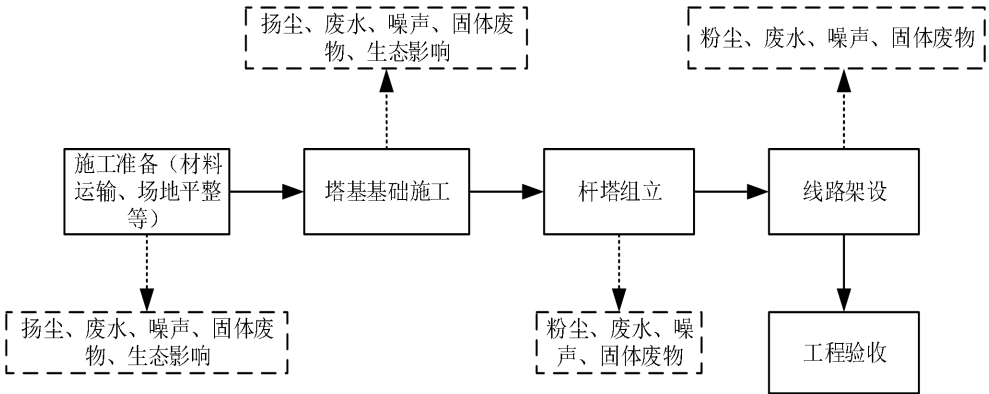 扬尘、废水、噪声、固体废
物、生态影响
粉尘、废水、噪声、固体废物
施工准备（材料
运输、场地平整
等）
塔基基础施工
杆塔组立
线路架设
扬尘、废水、噪声、固体废
物、生态影响
粉尘、废水、噪
声、固体废物
工程验收